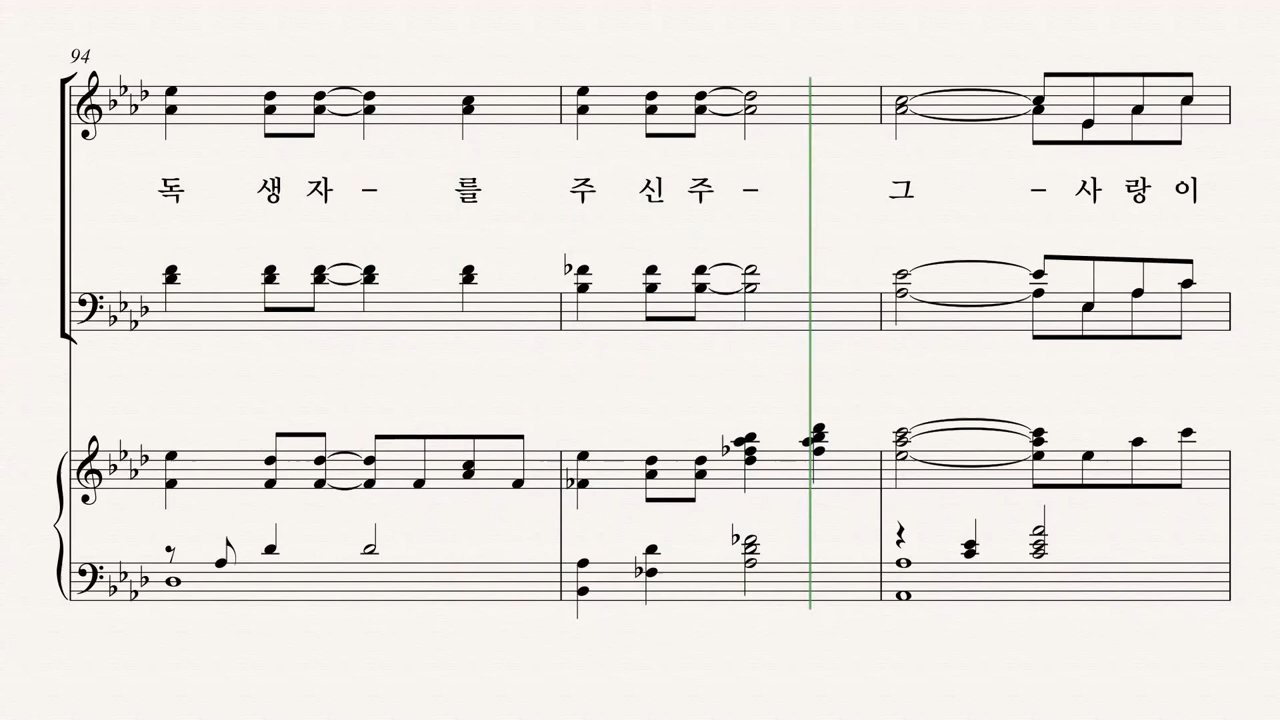 94
독 생 자 – 를 주 신 주 – 그 – 사 랑 이